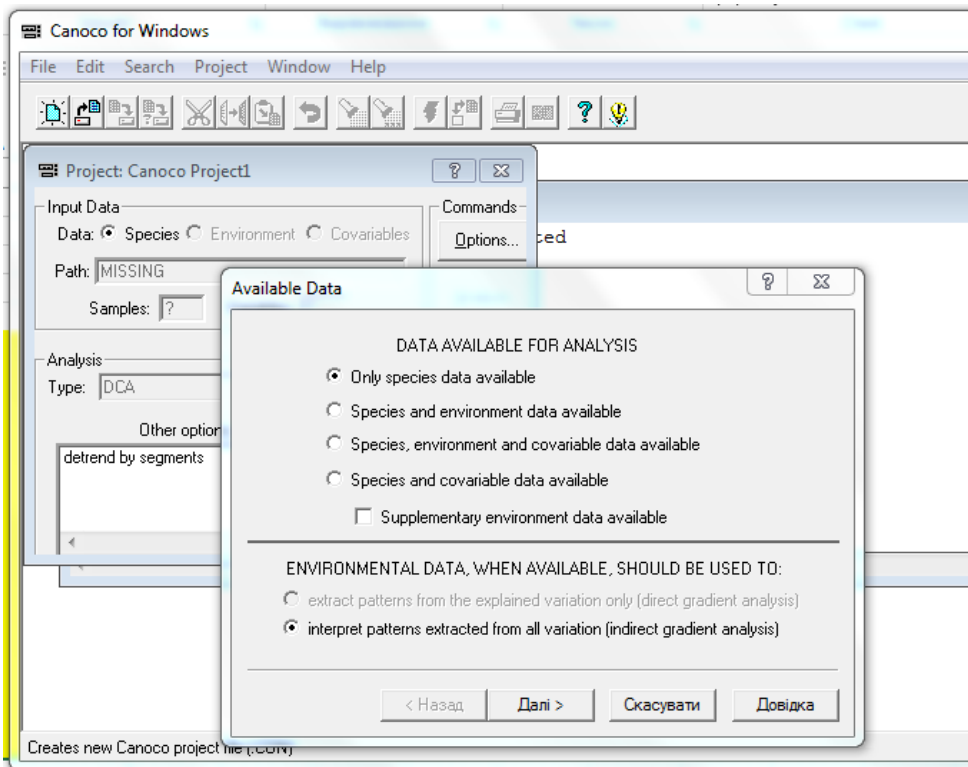 Canoco for Windows
File Edit Search Project Window Help
Project: Canoco Project1
Input Data
Commands
Data: Species Environment Covariables
Options...
ted
Path: MISSING
Samples: ?
Analysis
Type: DCA
Other option
detrend by segments
Available Data
DATA AVAILABLE FOR ANALYSIS
Only species data available
Species and environment data available
Species, environment and covariable data available
Species and covariable data available
Supplementary environment data available
ENVIRONMENTAL DATA, WHEN AVAILABLE, SHOULD BE USED TO:
extract patterns from the explained variation only (direct gradient analysis)
interpret patterns extracted from all variation (indirect gradient analysis)
< Назад Далі > Скасувати Довідка
Creates new Canoco project file (.CON)